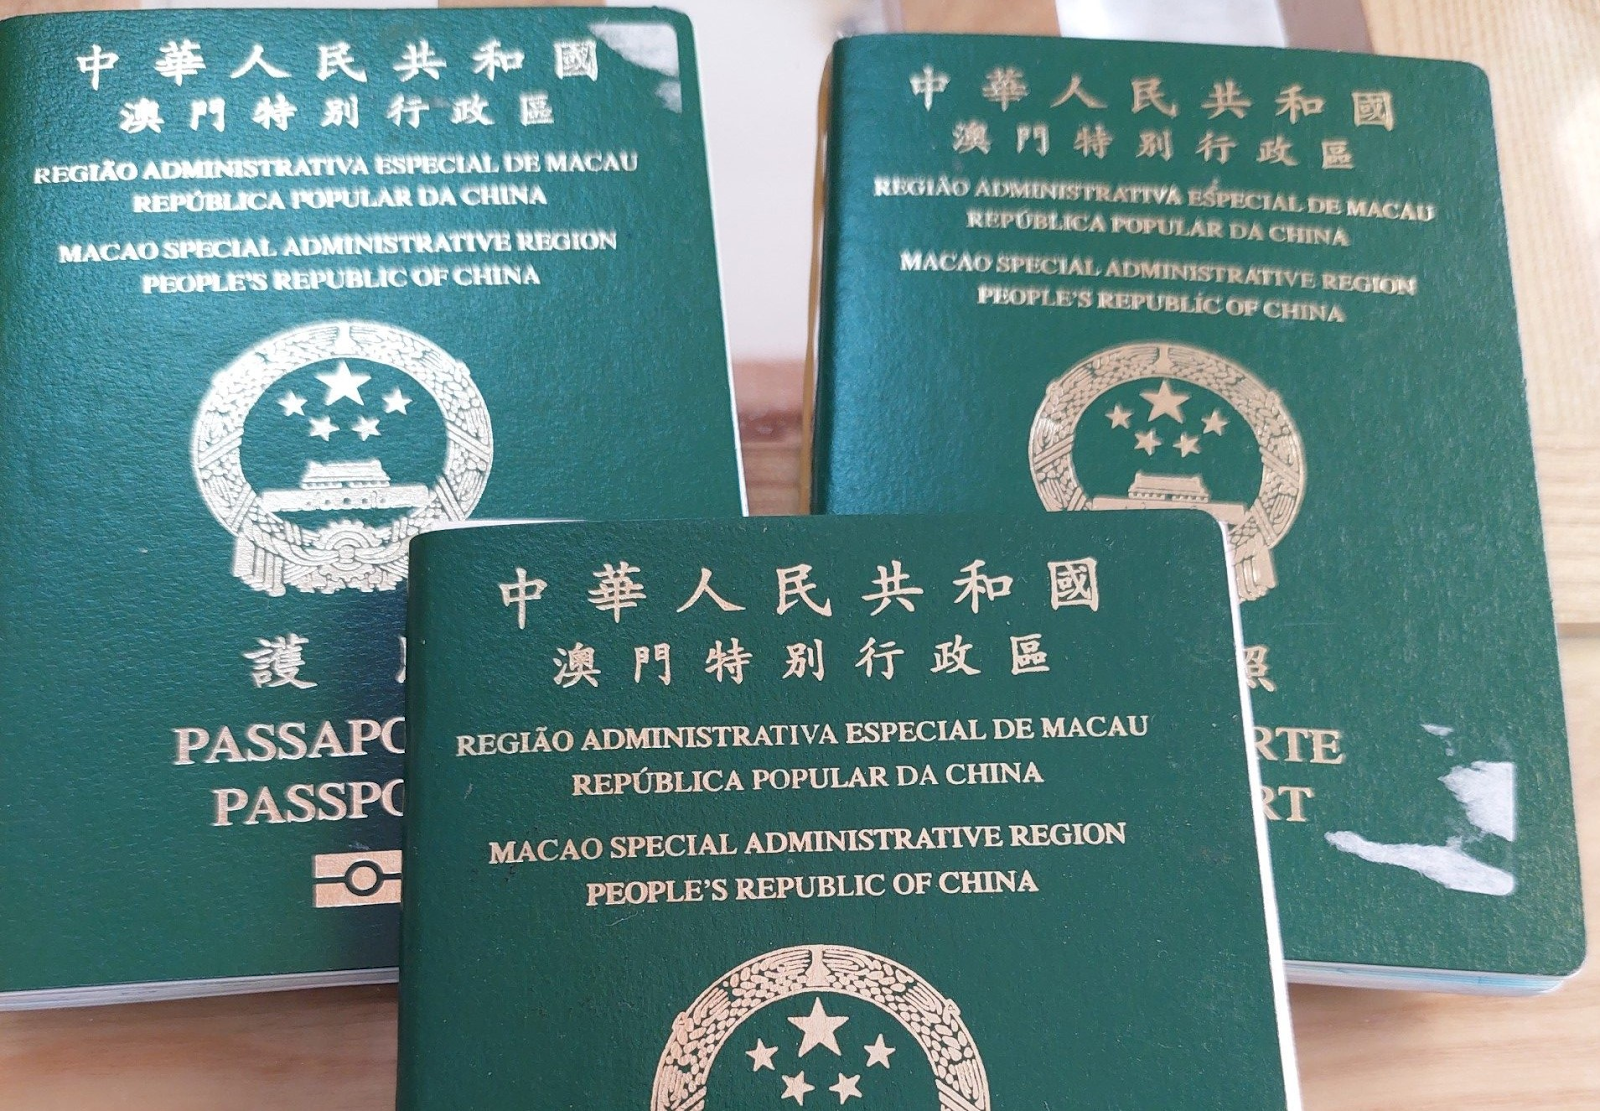 中華人民共和國
澳門特別行政區
REGIÃO ADMINISTRATIVA ESPECIAL DE MACAU
REPÚBLICA POPULAR DA CHINA
MACAO SPECIAL ADMINISTRATIVE REGION
PEOPLE'S REPUBLIC OF CHINA
護
PASSAPO
PASSPO
中華人民共和國
澳門特別行政區
REGIÃO ADMINISTRATIVA ESPECIAL DE MACAU
REPÚBLICA POPULAR DA CHINA
MACAO SPECIAL ADMINISTRATIVE REGION
PEOPLE'S REPUBLIC OF CHINA
照
RTE
RT
中華人民共和國
澳門特別行政區
REGIÃO ADMINISTRATIVA ESPECIAL DE MACAU
REPÚBLICA POPULAR DA CHINA
MACAO SPECIAL ADMINISTRATIVE REGION
PEOPLE'S REPUBLIC OF CHINA